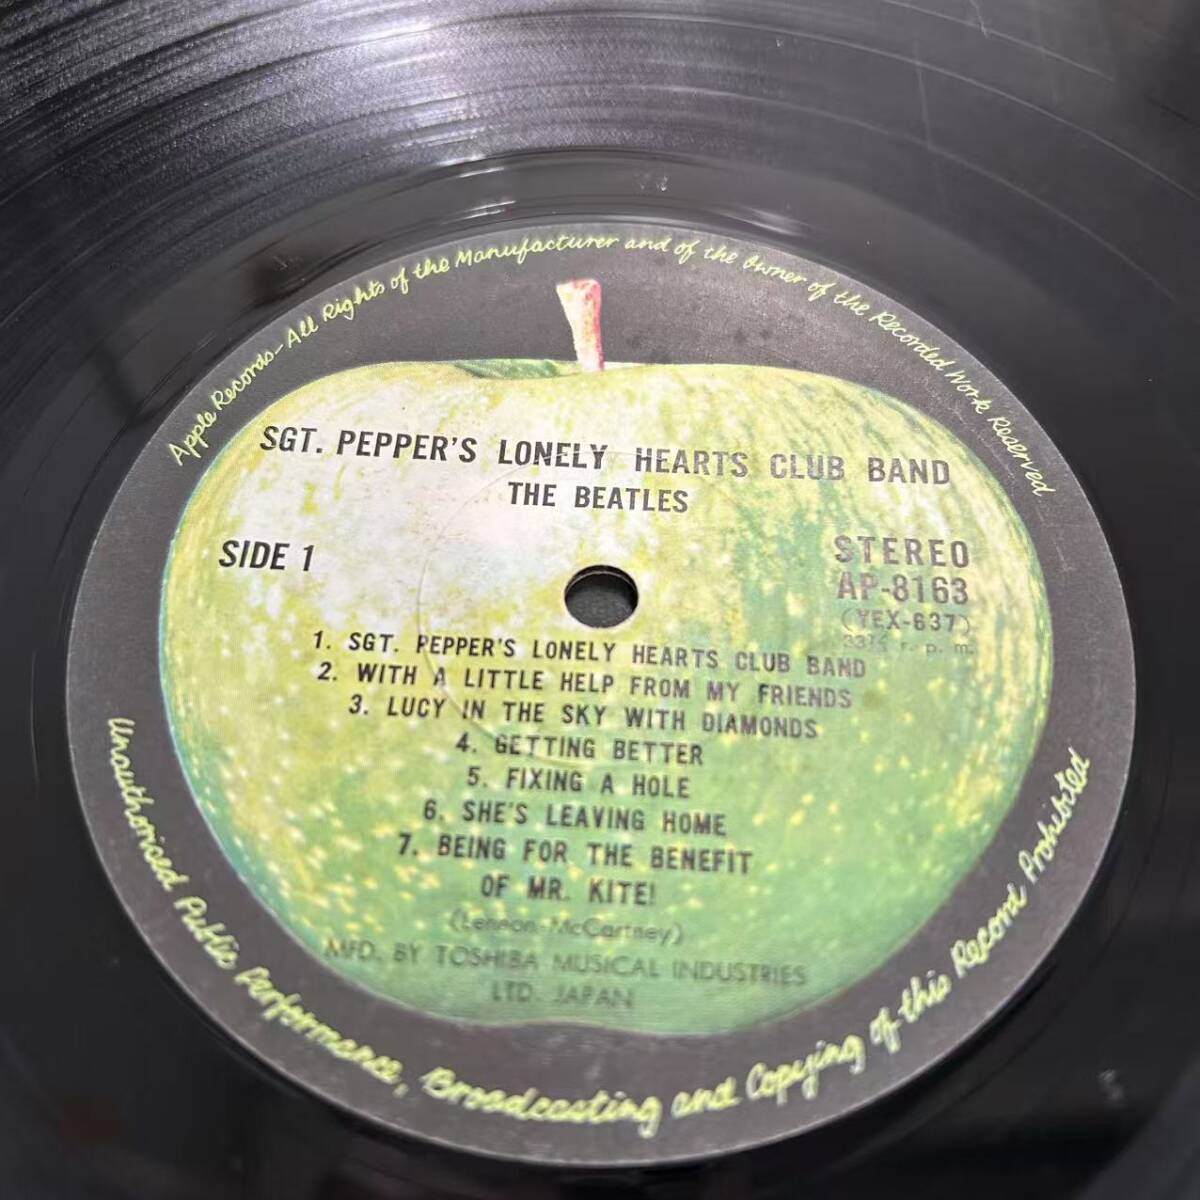 Apple Records-All Rights of the Manufacturer and of the Owner of the Recorded Work Reserved
SGT. PEPPER'S LONELY HEARTS CLUB BAND
THE BEATLES
SIDE 1
STEREO
AP-8163
(YEX-637)
33⅓ r. p. m.
1. SGT. PEPPER'S LONELY HEARTS CLUB BAND
2. WITH A LITTLE HELP FROM MY FRIENDS
3. LUCY IN THE SKY WITH DIAMONDS
4. GETTING BETTER
5. FIXING A HOLE
6. SHE'S LEAVING HOME
7. BEING FOR THE BENEFIT
OF MR. KITE!
(Lennon-McCartney)
MFD. BY TOSHIBA MUSICAL INDUSTRIES
LTD. JAPAN
Unauthorised Public Performance, Broadcasting and Copying of this Record Prohibited